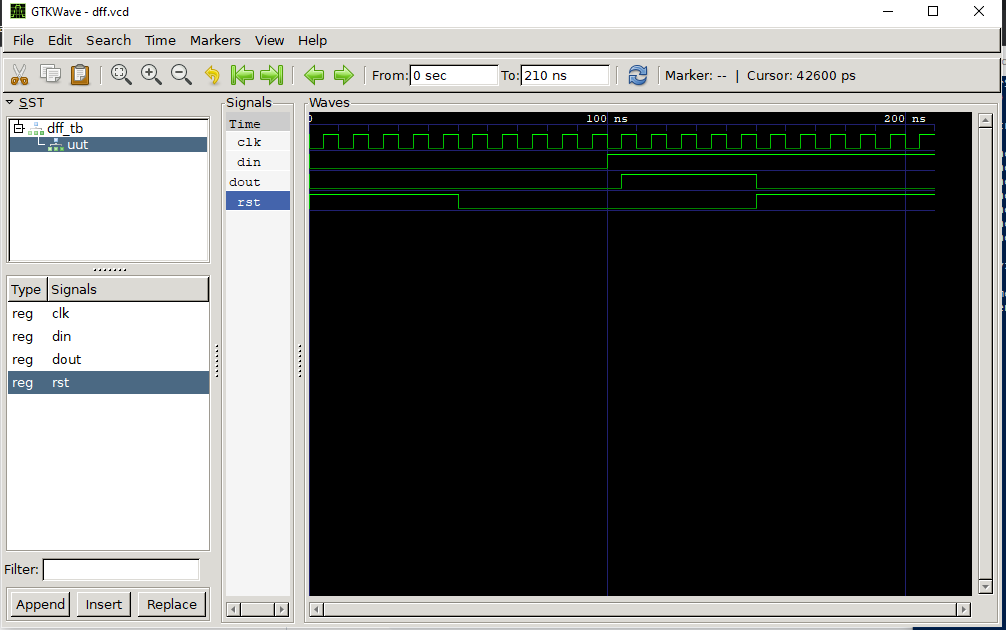 GTKWave - dff.vcd
File Edit Search Time Markers View Help
From: 0 sec To: 210 ns Marker: -- | Cursor: 42600 ps
SST
dff_tb
uut
Type Signals
reg clk
reg din
reg dout
reg rst
Filter:
Append Insert Replace
Signals
Time
clk
din
dout
rst
Waves
0 100 ns 200 ns